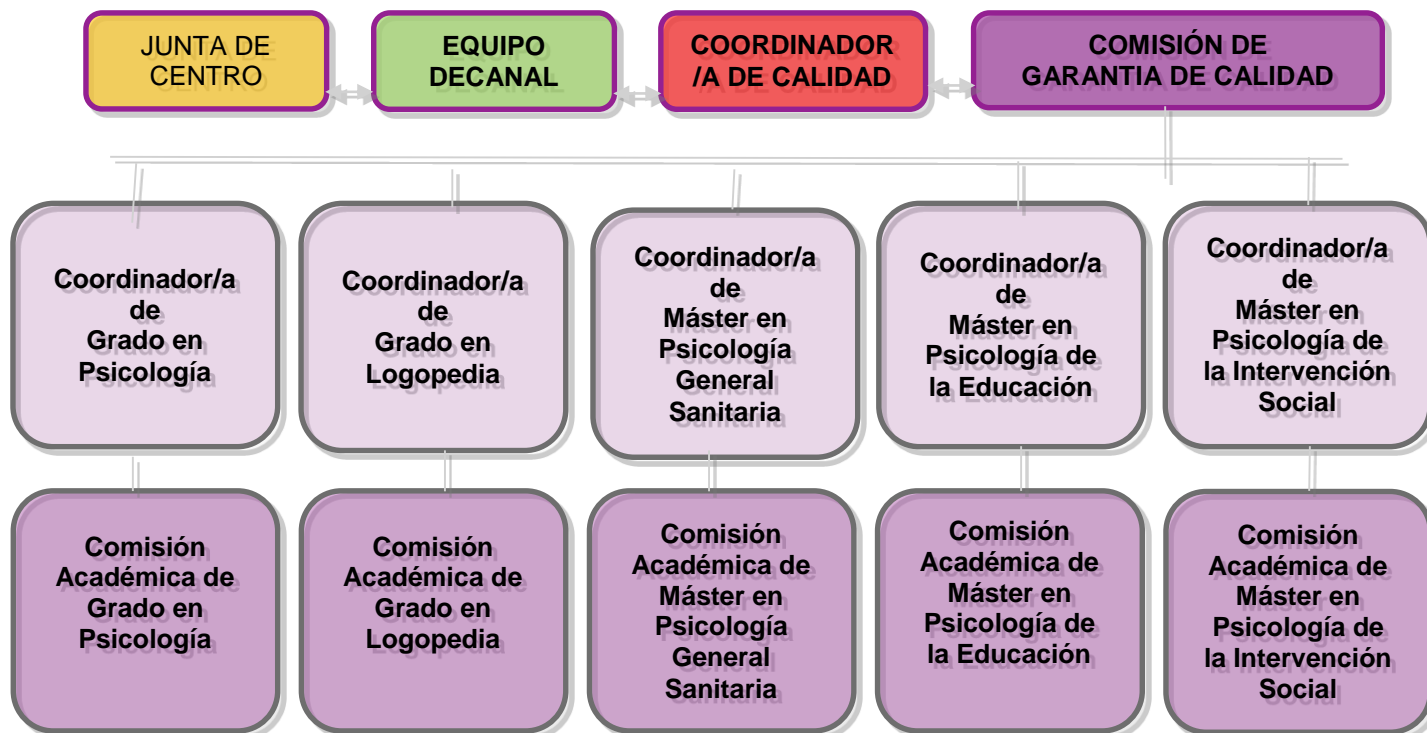 JUNTA DE
CENTRO
EQUIPO
DECANAL
COORDINADOR
/A DE CALIDAD
COMISIÓN DE
GARANTIA DE CALIDAD
Coordinador/a
de
Grado en
Psicología
Coordinador/a
de
Grado en
Logopedia
Coordinador/a
de
Máster en
Psicología
General
Sanitaria
Coordinador/a
de
Máster en
Psicología de
la Educación
Coordinador/a
de
Máster en
Psicología de
la Intervención
Social
Comisión
Académica de
Grado en
Psicología
Comisión
Académica de
Grado en
Logopedia
Comisión
Académica de
Máster en
Psicología
General
Sanitaria
Comisión
Académica de
Máster en
Psicología de
la Educación
Comisión
Académica de
Máster en
Psicología de
la Intervención
Social